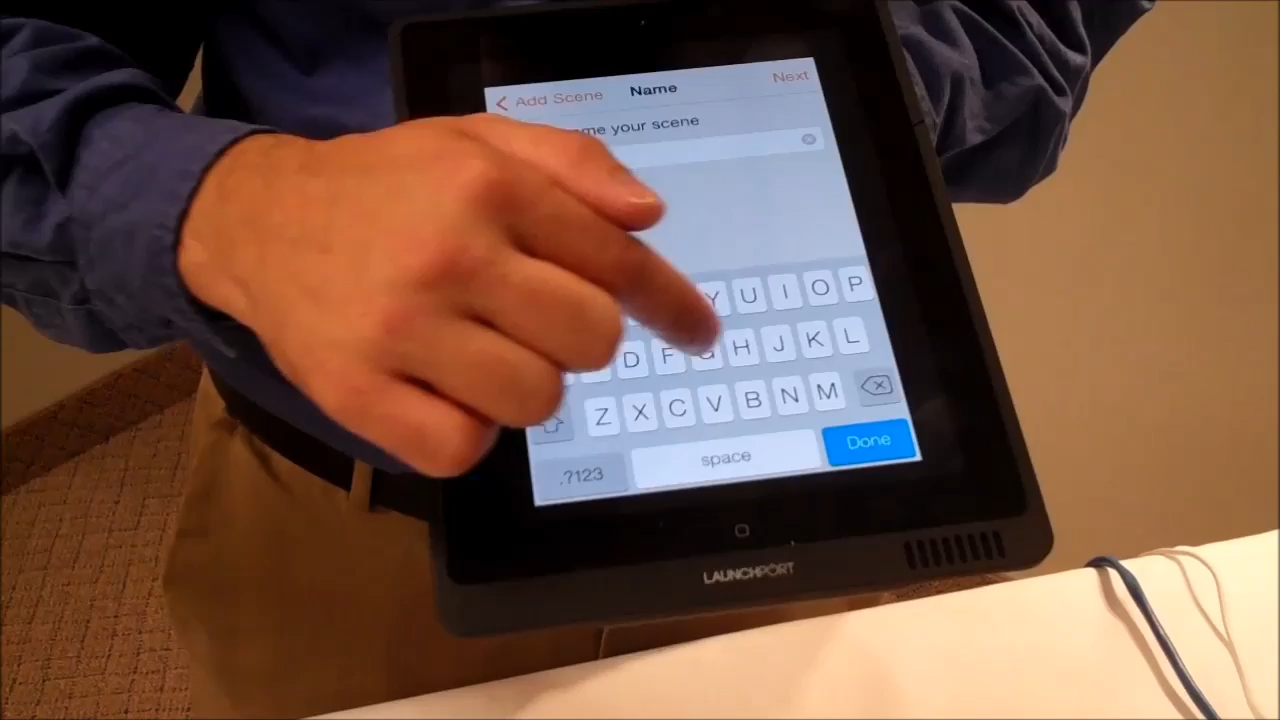 Add Scene Name Next
me your scene
Y U I O P
D F G H J K L
Z X C V B N M
.?123 space Done
LAUNCHPORT